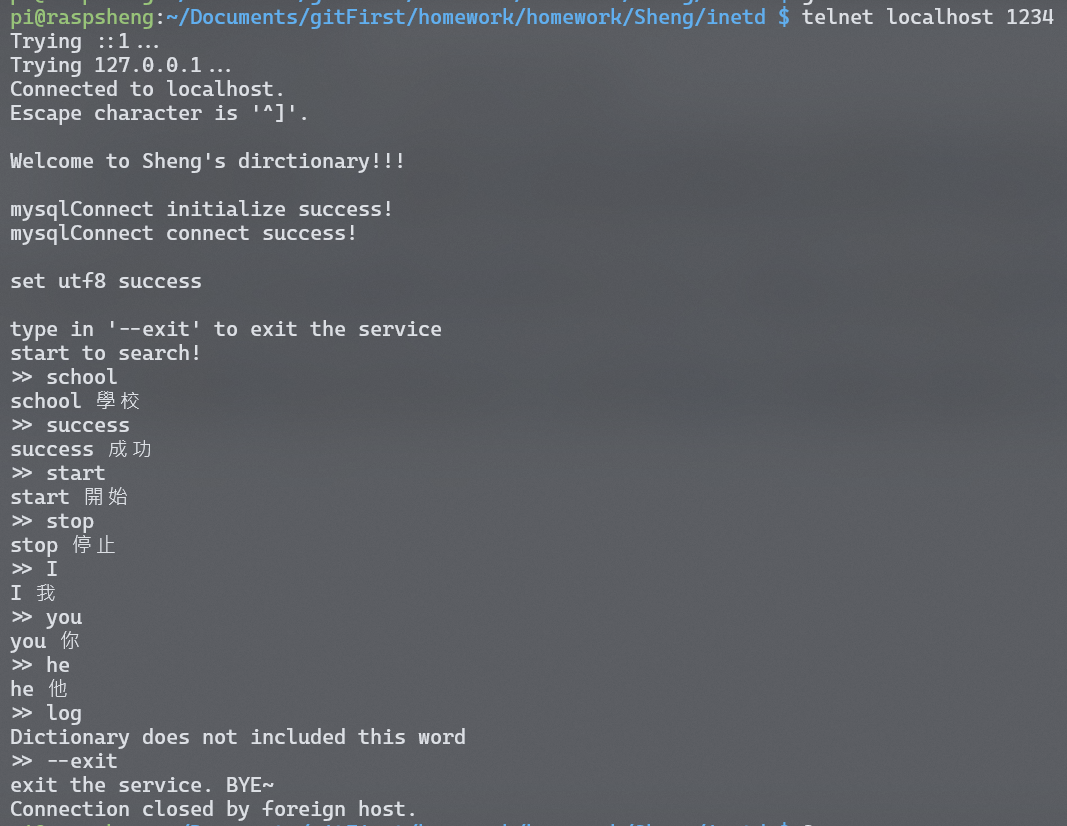 pi@raspsheng:~/Documents/gitFirst/homework/homework/Sheng/inetd $ telnet localhost 1234
Trying ::1...
Trying 127.0.0.1...
Connected to localhost.
Escape character is '^]'.
Welcome to Sheng's dirctionary!!!
mysqlConnect initialize success!
mysqlConnect connect success!
set utf8 success
type in '--exit' to exit the service
start to search!
>> school
school 學校
>> success
success 成功
>> start
start 開始
>> stop
stop 停止
>> I
I 我
>> you
you 你
>> he
he 他
>> log
Dictionary does not included this word
>> --exit
exit the service. BYE~
Connection closed by foreign host.